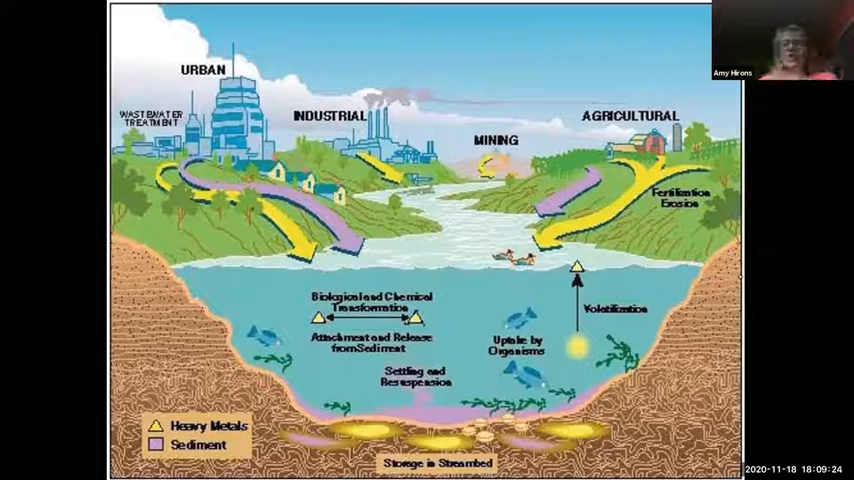 Amy Hirons
URBAN
WASTEWATER
TREATMENT
INDUSTRIAL
AGRICULTURAL
MINING
Fertilization
Erosion
Biological and Chemical
Transformation
Volatilization
Attachment and Release
from Sediment
Uptake by
Organisms
Settling and
Resuspension
Heavy Metals
Sediment
Storage in Streambed
2020-11-18 18:09:24